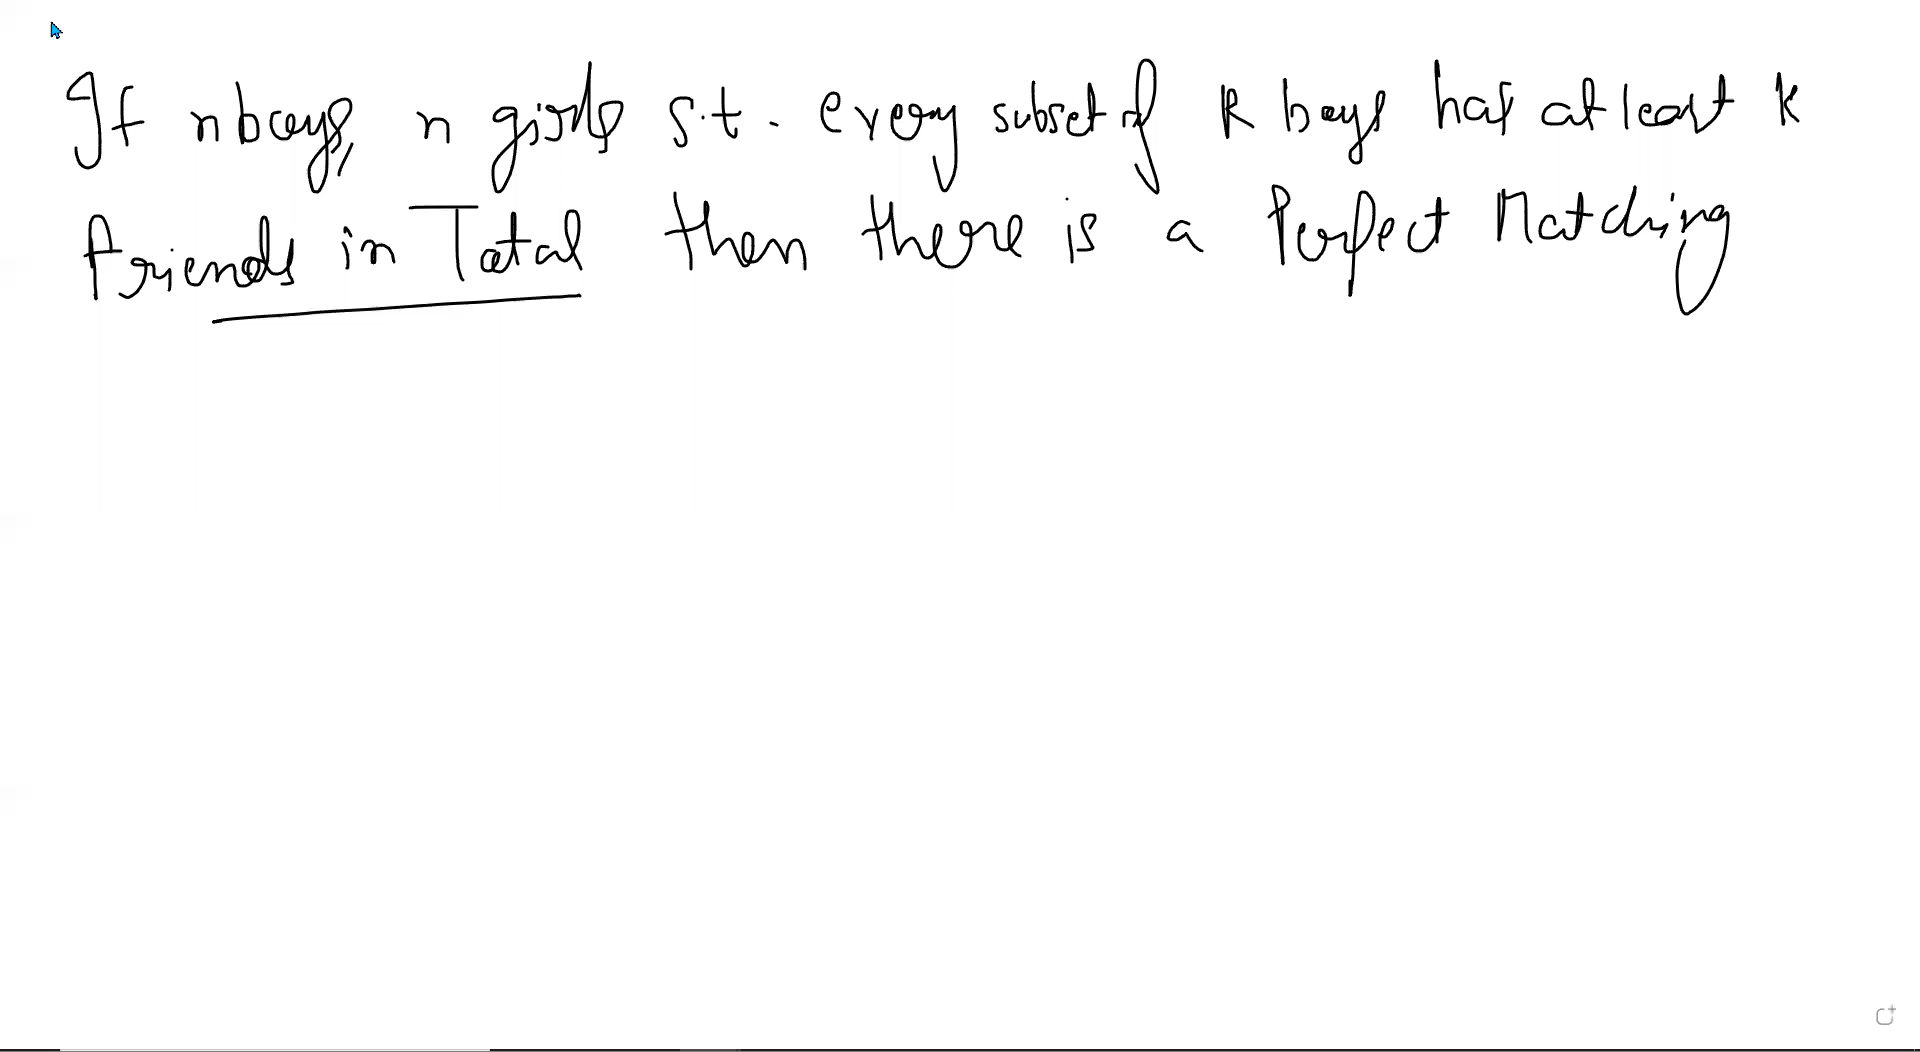 If n boys, n girls s.t. every subset of k boys has at least k
friends in Total then there is a Perfect Matching